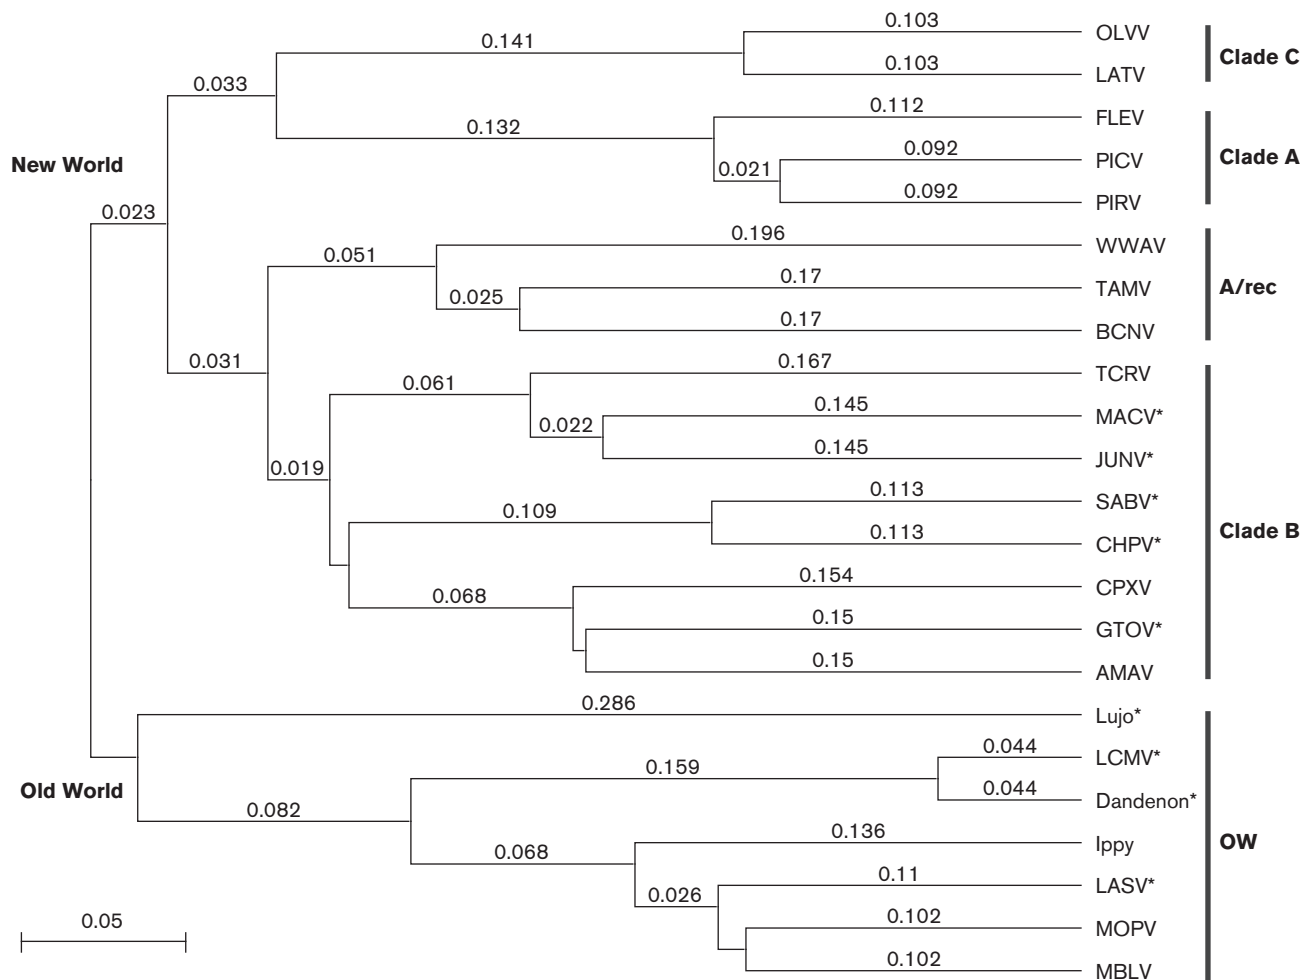 0.103
OLVV
0.141
0.103
LATV
Clade C
0.033
0.112
FLEV
0.132
0.092
PICV
Clade A
0.021
New World
0.092
PIRV
0.023
0.196
WWAV
0.051
0.17
TAMV
A/rec
0.025
0.17
BCNV
0.031
0.167
TCRV
0.061
0.145
MACV*
0.022
0.145
JUNV*
0.019
0.113
SABV*
0.109
0.113
CHPV*
Clade B
0.154
CPXV
0.068
0.15
GTOV*
0.15
AMAV
0.286
Lujo*
0.044
LCMV*
0.159
Old World
0.044
Dandenon*
0.082
0.136
Ippy
OW
0.068
0.11
LASV*
0.026
0.102
MOPV
0.05
0.102
MBLV